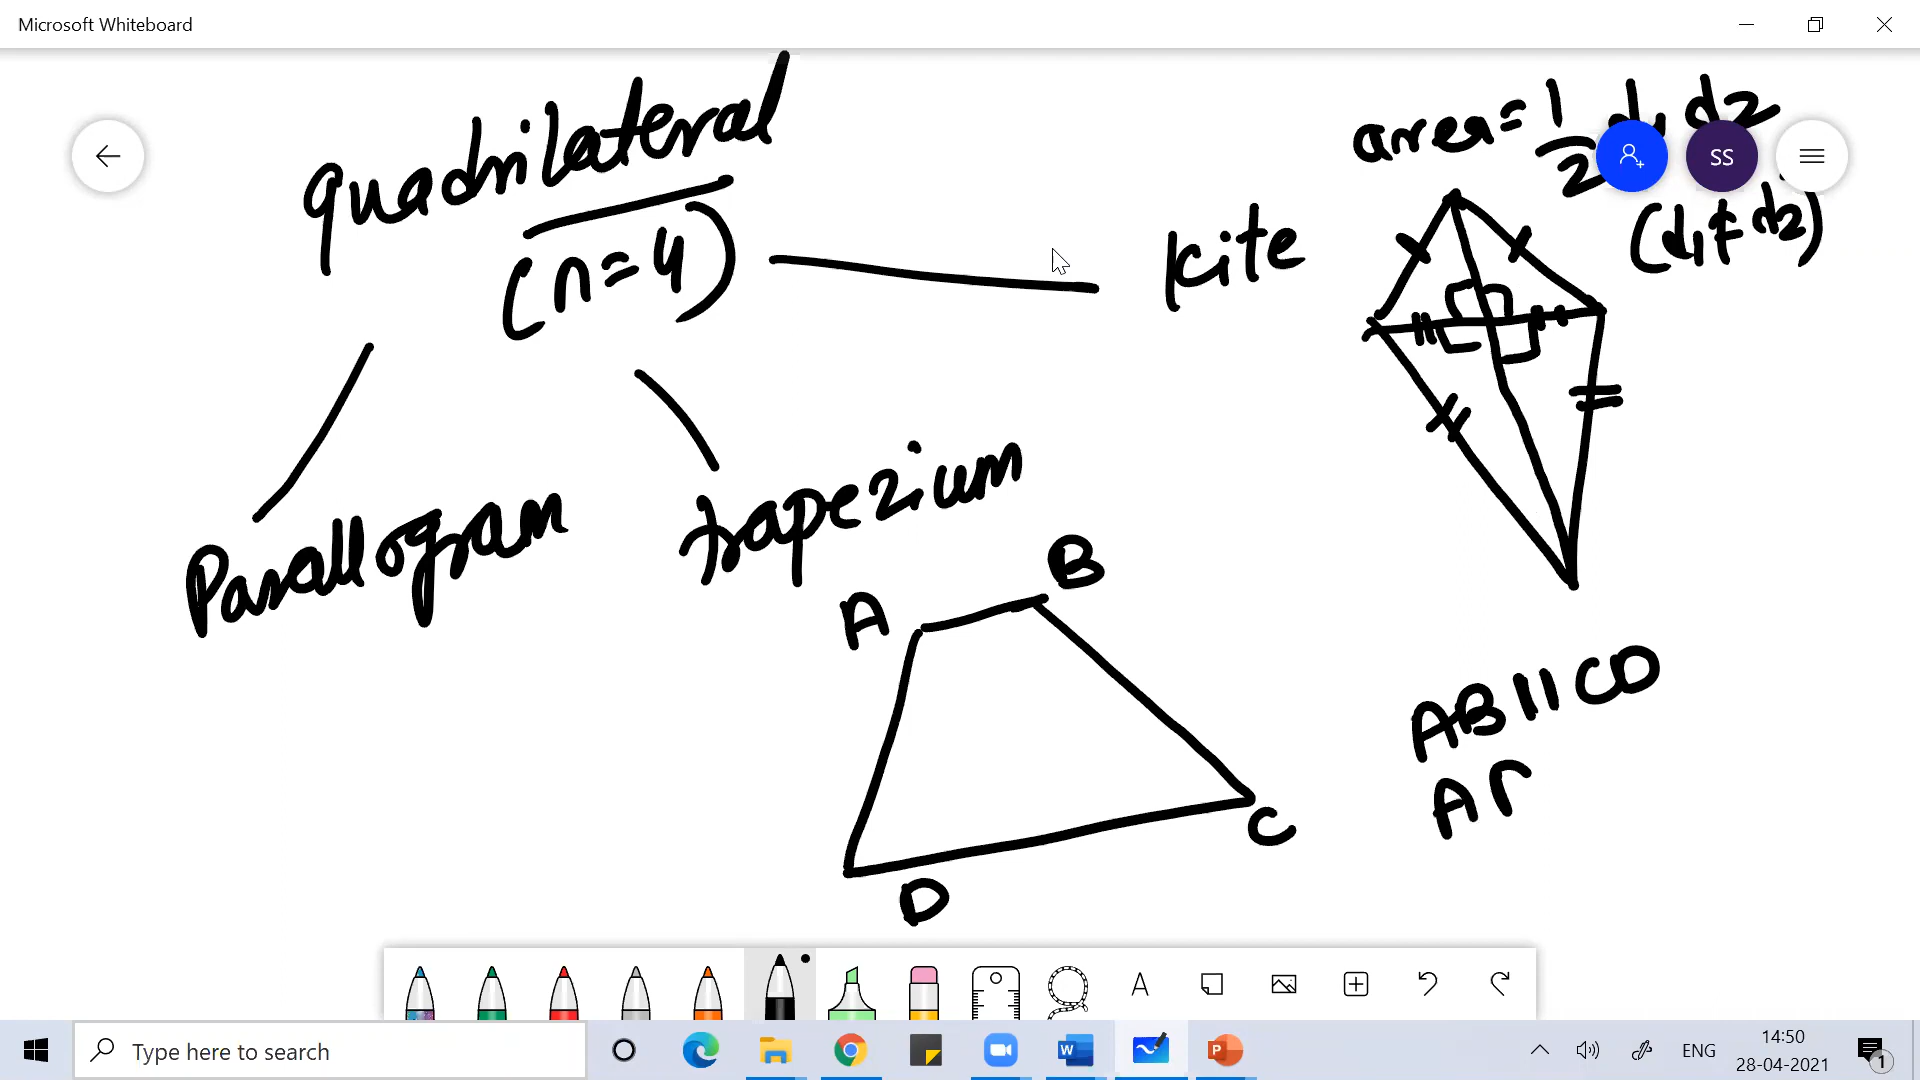 Microsoft Whiteboard
quadrilateral
(n=4)
area = 1/2 d1 d2
(d1 ≠ d2)
SS
kite
Parallogram
trapezium
A
B
C
D
AB || CD
A
A
Type here to search
ENG
14:50
28-04-2021
1